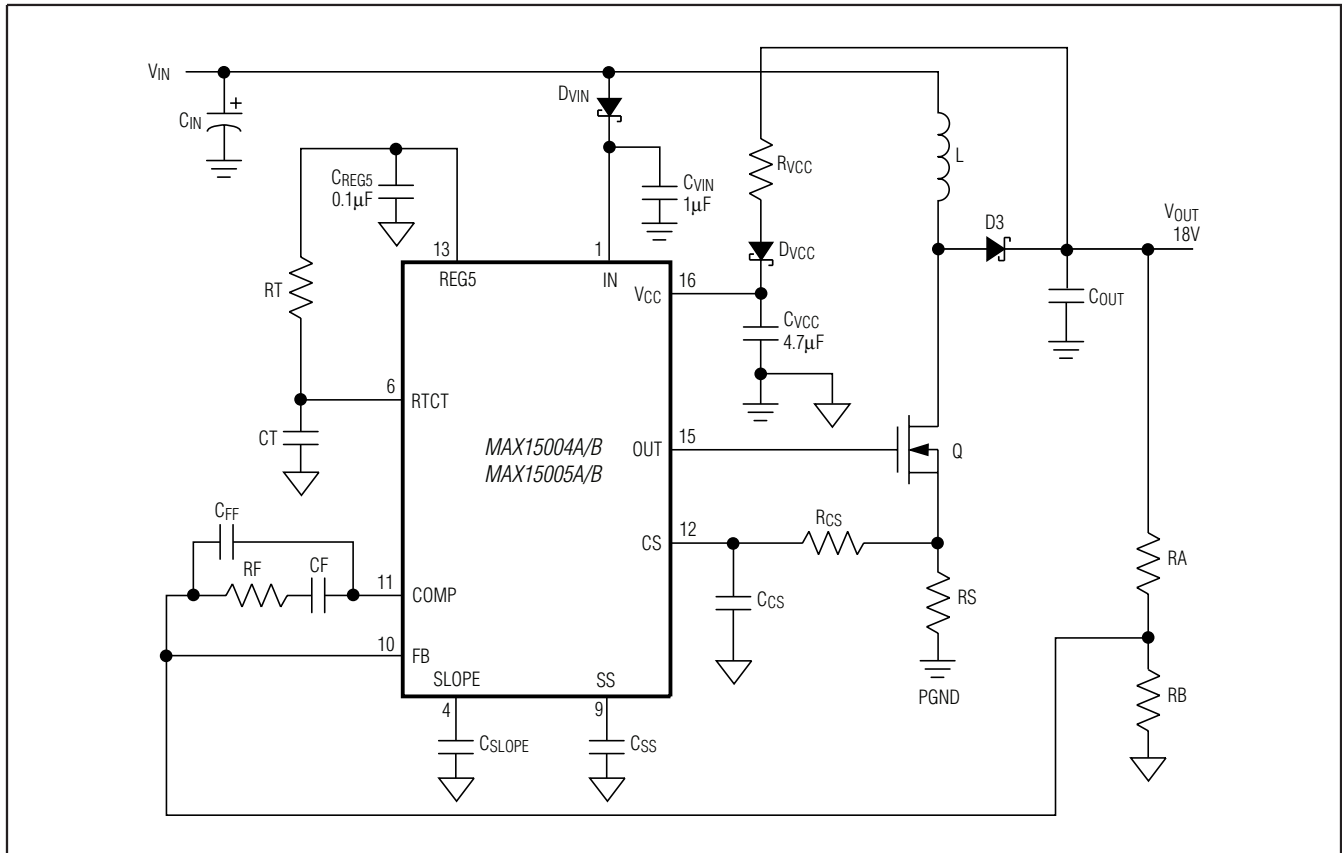 VIN
CIN
+
DVIN
CREG5
0.1µF
CVIN
1µF
RVCC
L
VOUT
18V
D3
DVCC
13
1
REG5
IN
VCC
16
RT
COUT
CVCC
4.7µF
6
RTCT
CT
MAX15004A/B
MAX15005A/B
OUT
15
Q
CS
12
RCS
RA
CFF
RF
CF
11
COMP
CCS
RS
10
FB
SLOPE
SS
PGND
RB
4
9
CSLOPE
CSS